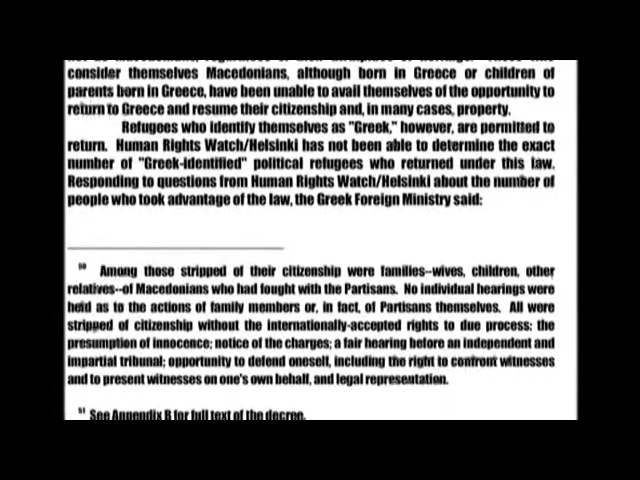 consider themselves Macedonians, although born in Greece or children of
parents born in Greece, have been unable to avail themselves of the opportunity to
return to Greece and resume their citizenship and, in many cases, property.
Refugees who identify themselves as "Greek," however, are permitted to
return. Human Rights Watch/Helsinki has not been able to determine the exact
number of "Greek-identified" political refugees who returned under this law.
Responding to questions from Human Rights Watch/Helsinki about the number of
people who took advantage of the law, the Greek Foreign Ministry said:
50 Among those stripped of their citizenship were families--wives, children, other
relatives--of Macedonians who had fought with the Partisans. No individual hearings were
held as to the actions of family members or, in fact, of Partisans themselves. All were
stripped of citizenship without the internationally-accepted rights to due process: the
presumption of innocence; notice of the charges; a fair hearing before an independent and
impartial tribunal; opportunity to defend oneself, including the right to confront witnesses
and to present witnesses on one's own behalf, and legal representation.
51 See Appendix B for full text of the decree.